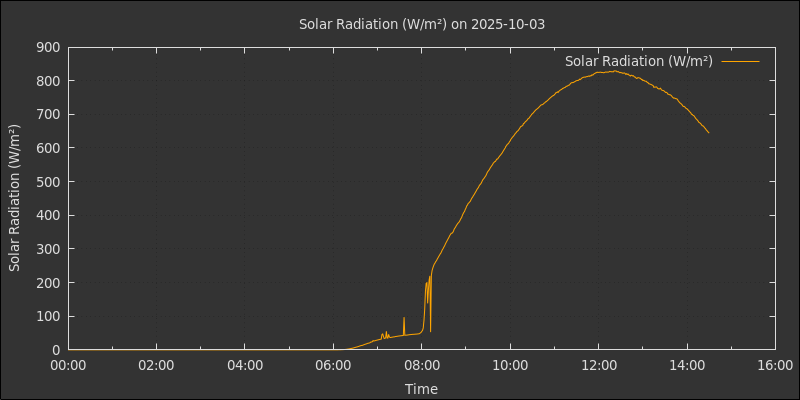 Solar Radiation (W/m²) on 2025-10-03
Solar Radiation (W/m²)
Solar Radiation (W/m²)
900
800
700
600
500
400
300
200
100
0
00:00 02:00 04:00 06:00 08:00 10:00 12:00 14:00 16:00
Time